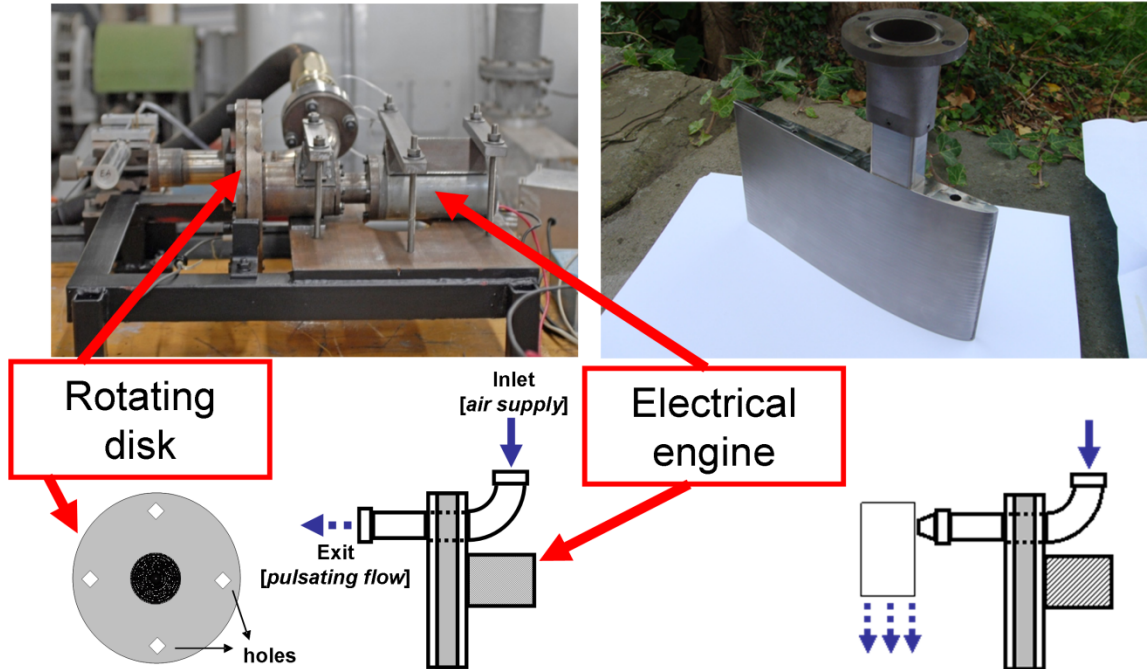 Rotating
disk
Inlet
[air supply]
Electrical
engine
Exit
[pulsating flow]
holes